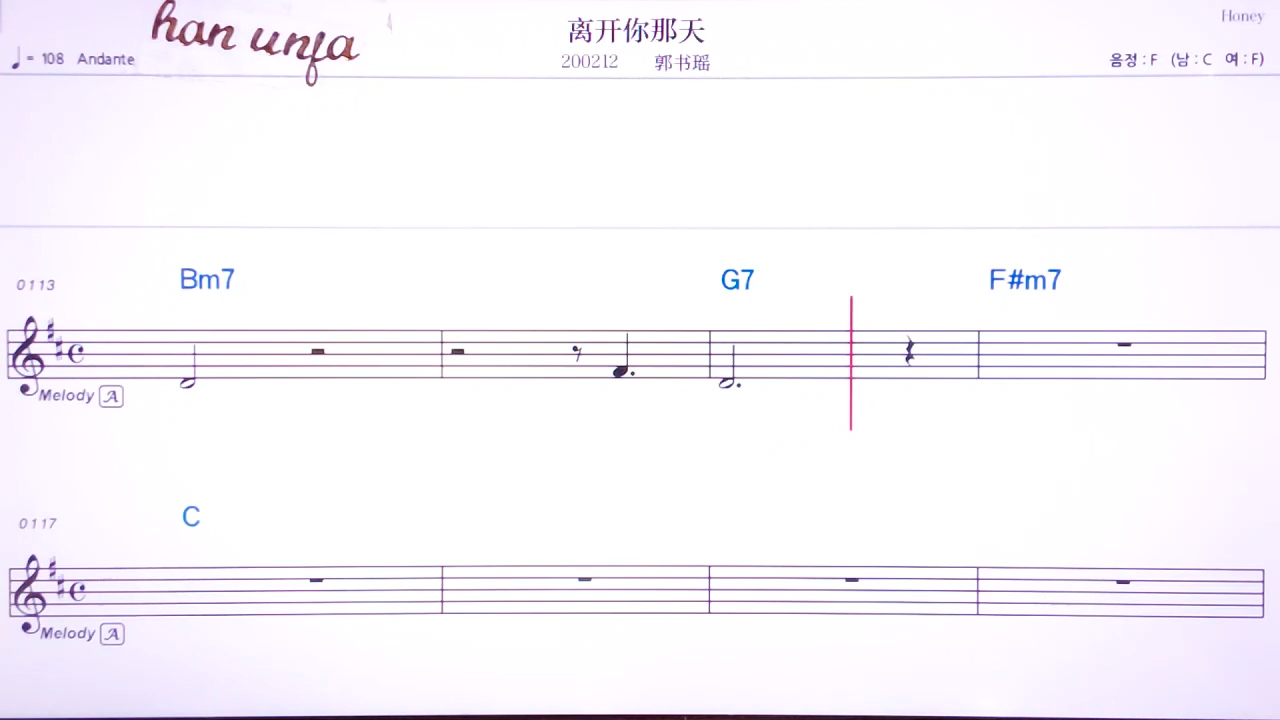 Honey
han unfa
离开你那天
♩= 108 Andante
200212 郭书瑶
음정 : F (남 : C 여 : F)
0113
Bm7 G7 F#m7
Melody A
0117
C
Melody A